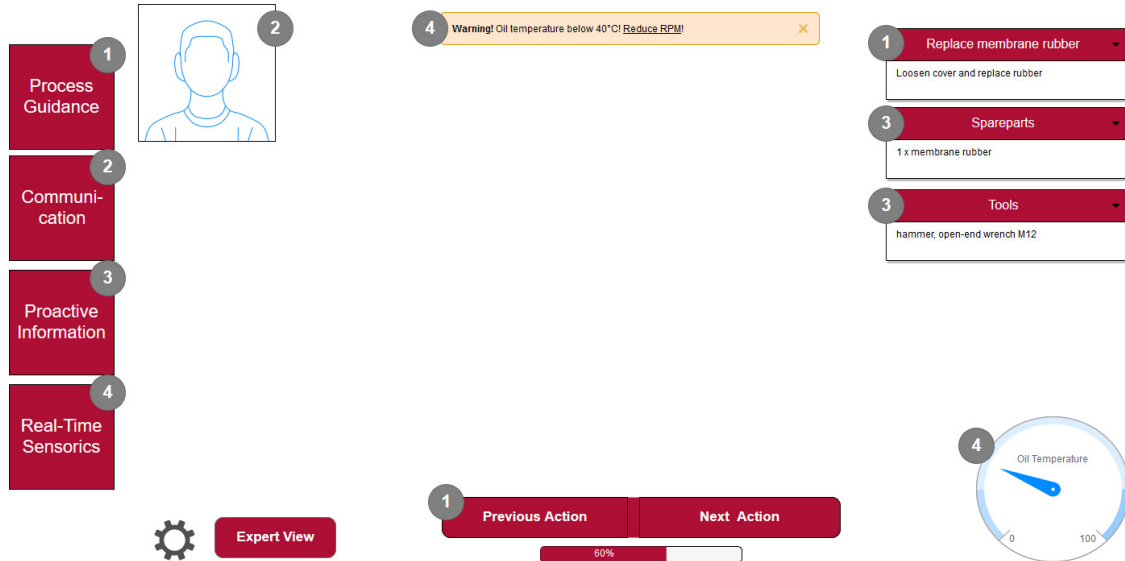 1
Process
Guidance
2
Communi-
cation
3
Proactive
Information
4
Real-Time
Sensorics
2
4
Warning! Oil temperature below 40°C! Reduce RPM!
×
1
Replace membrane rubber
Loosen cover and replace rubber
3
Spareparts
1 x membrane rubber
3
Tools
hammer, open-end wrench M12
4
Oil Temperature
0
100
1
Previous Action
Next Action
60%
Expert View